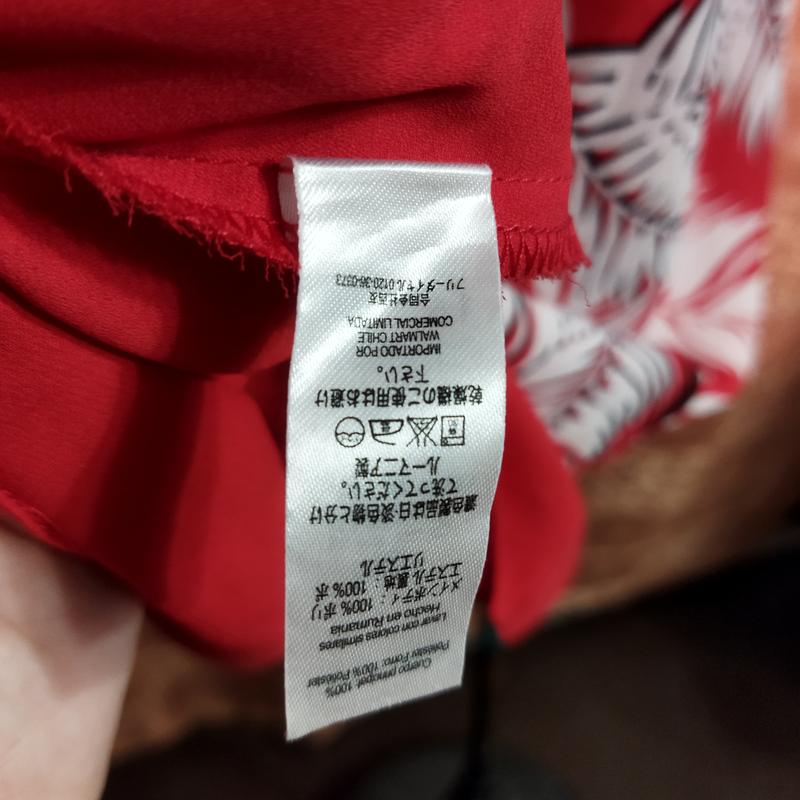 Cuerpo principal: 100%
Poliéster Forro: 100% Poliéster
Lavar con colores similares
Hecho en Rumania
メインボディ: 100% ポリ
エステル 裏地: 100% ポ
リエステル
濃色製品は白・淡色物と分け
て洗ってください。
ルーマニア製
乾燥機のご使用はお避け
下さい。
IMPORTADO POR
WALMART CHILE
COMERCIAL LIMITADA
合同会社西友
フリーダイヤル 0120-36-0373